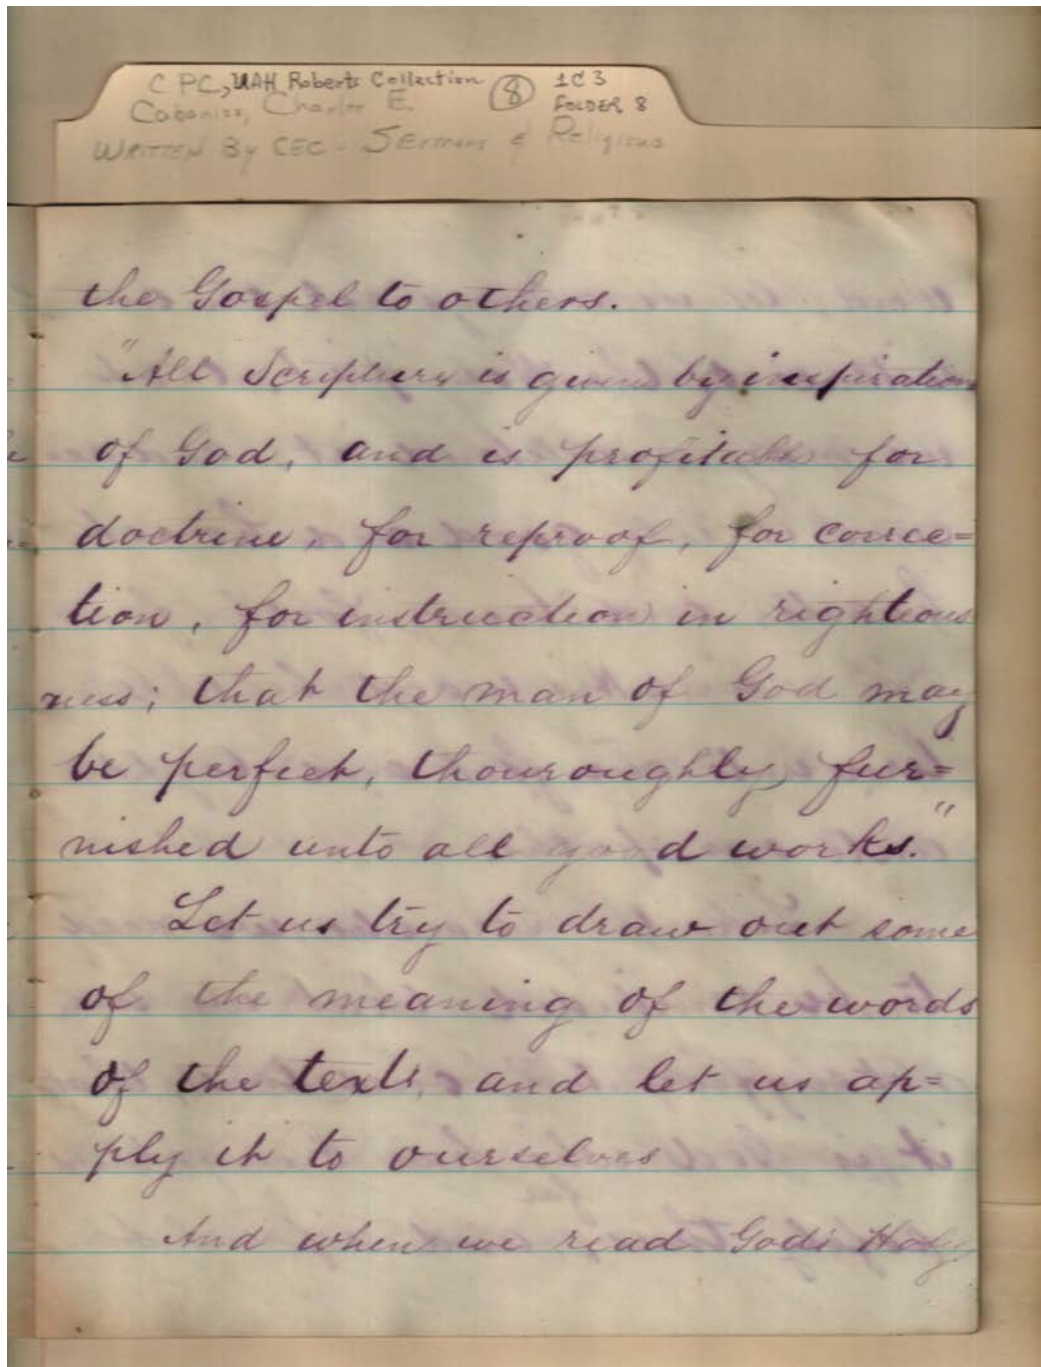 C PC, UAH Roberts Collection 8 1C3
Cabaniss, Charles E. FOLDER 8
WRITTEN By CEC - SERMONS & Religious
the Gospel to others.
"All Scripture is given by inspiration
of God, and is profitable for
doctrine, for reproof, for correc=
tion, for instruction in righteous
ness; that the man of God may
be perfect, thouroughly fur=
nished unto all good works."
Let us try to draw out some
of the meaning of the words
of the text, and let us ap=
ply it to ourselves
And when we read God's Holy